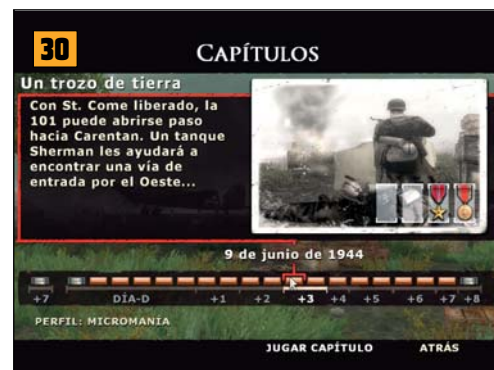 30
CAPÍTULOS
Un trozo de tierra
Con St. Come liberado, la
101 puede abrirse paso
hacia Carentan. Un tanque
Sherman les ayudará a
encontrar una vía de
entrada por el Oeste...
9 de junio de 1944
+7 DÍA-D +1 +2 +3 +4 +5 +6 +7 +8
PERFIL: MICROMANIA
JUGAR CAPÍTULO ATRÁS